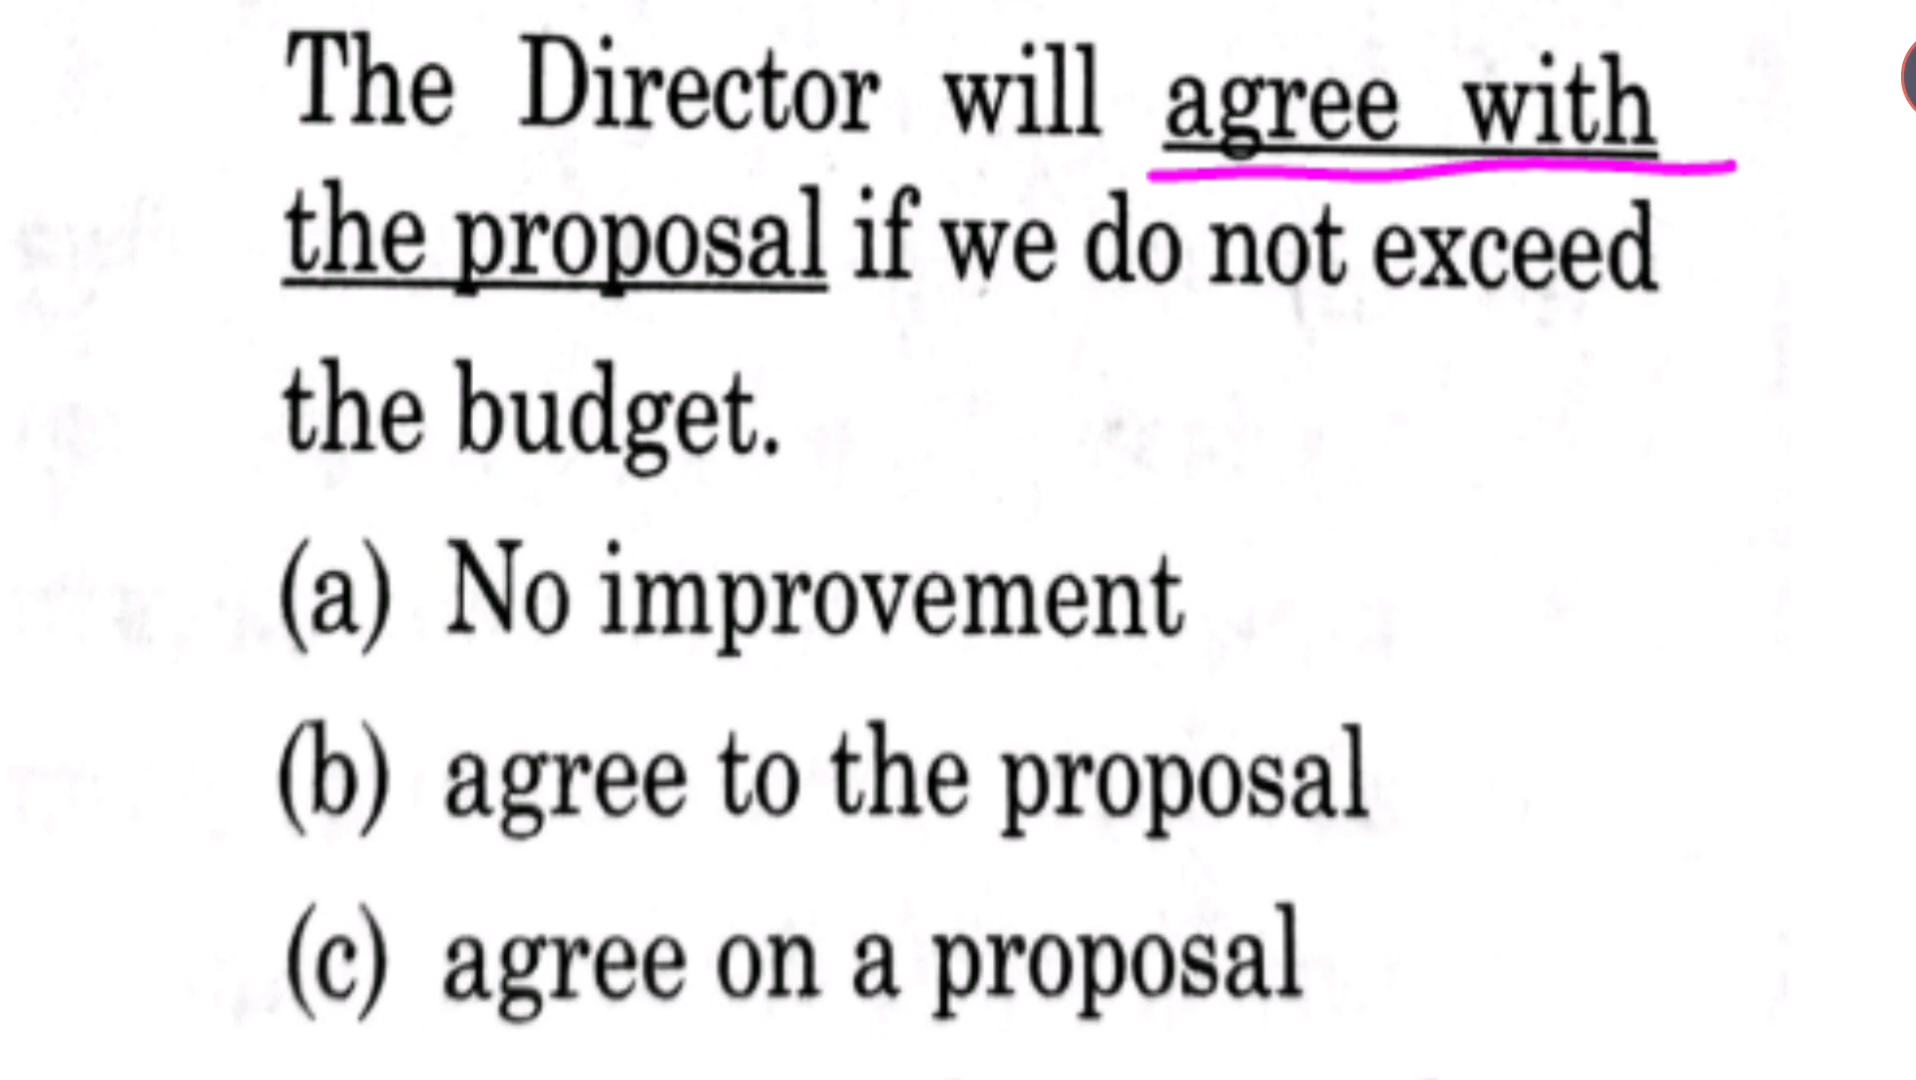 The Director will agree with
the proposal if we do not exceed
the budget.
(a) No improvement
(b) agree to the proposal
(c) agree on a proposal